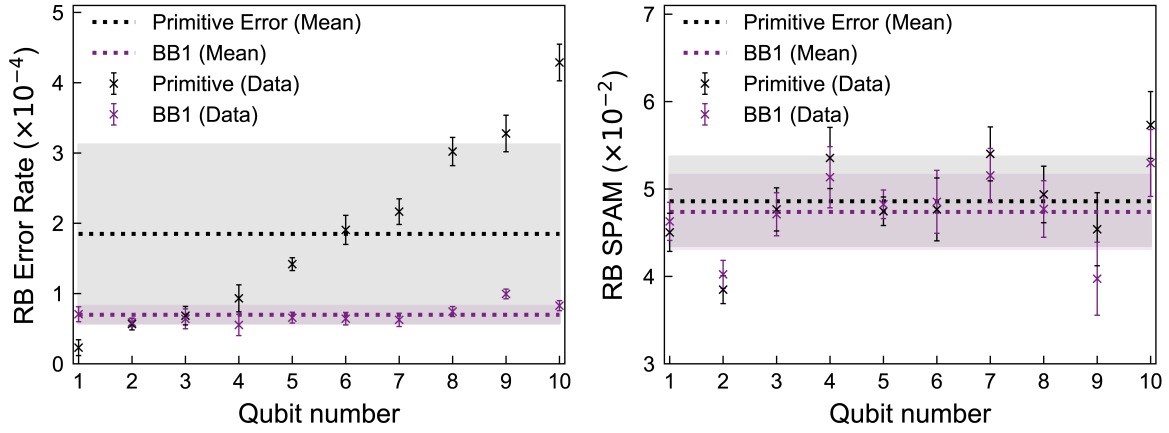 5
4
3
2
1
0
RB Error Rate (×10⁻⁴)
Primitive Error (Mean)
BB1 (Mean)
Primitive (Data)
BB1 (Data)
1 2 3 4 5 6 7 8 9 10
Qubit number
7
6
5
4
3
RB SPAM (×10⁻²)
Primitive Error (Mean)
BB1 (Mean)
Primitive (Data)
BB1 (Data)
1 2 3 4 5 6 7 8 9 10
Qubit number